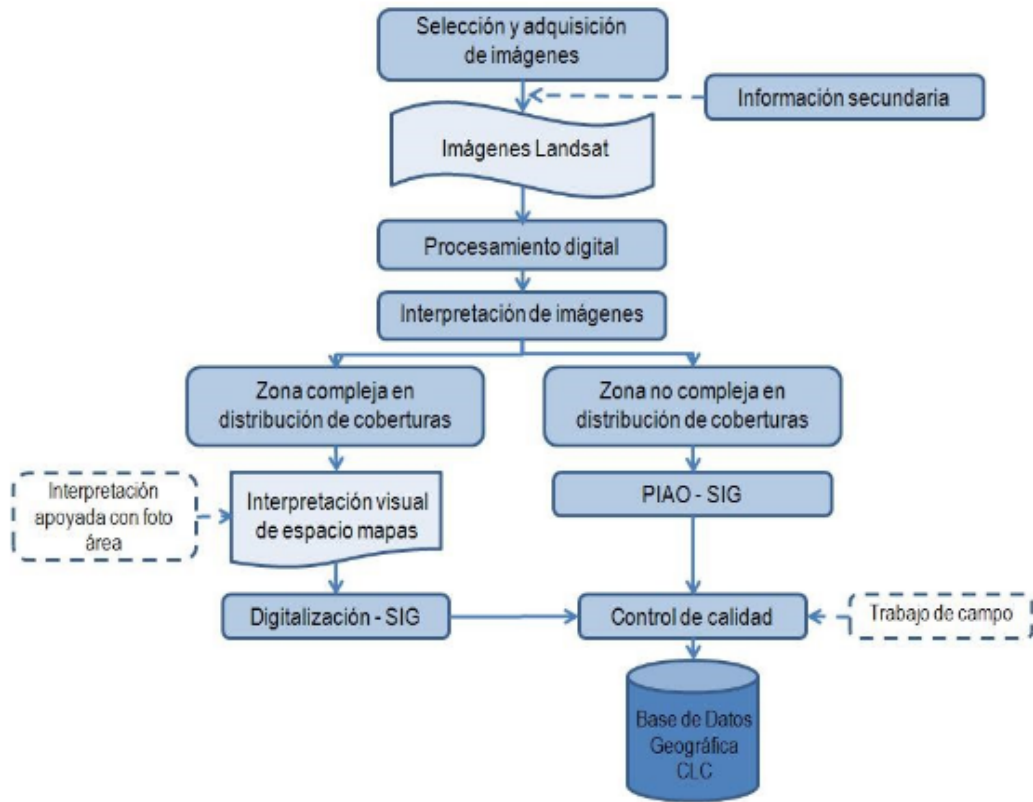 Selección y adquisición
de imágenes
Información secundaria
Imágenes Landsat
Procesamiento digital
Interpretación de imágenes
Zona compleja en
distribución de coberturas
Zona no compleja en
distribución de coberturas
Interpretación
apoyada con foto
área
Interpretación visual
de espacio mapas
PIAO - SIG
Digitalización - SIG
Control de calidad
Trabajo de campo
Base de Datos
Geográfica
CLC